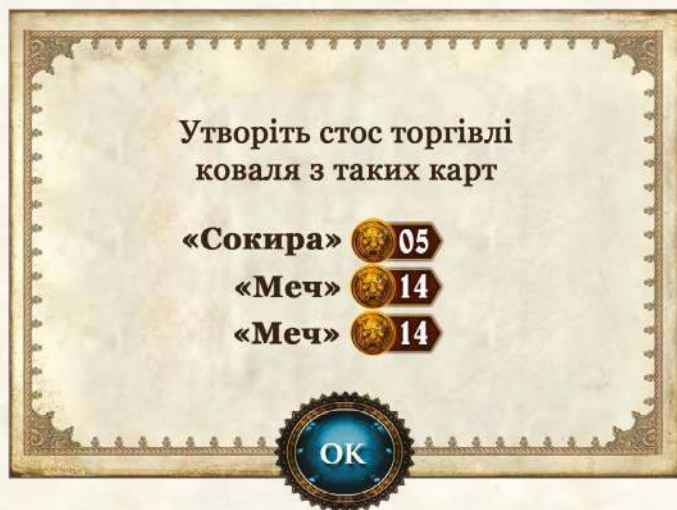 Утворіть стос торгівлі
коваля з таких карт
«Сокира» 05
«Меч» 14
«Меч» 14
OK